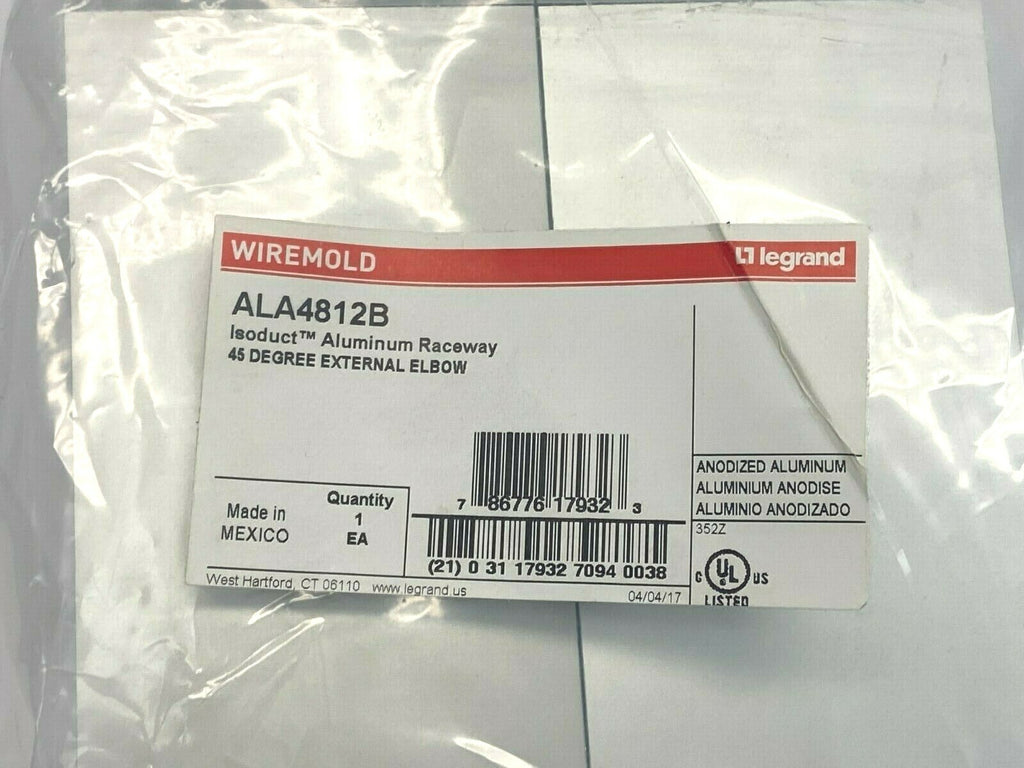 WIREMOLD
legrand
ALA4812B
Isoduct™ Aluminum Raceway
45 DEGREE EXTERNAL ELBOW
7 86776 17932 3
(21) 0 31 17932 7094 0038
Made in
MEXICO
Quantity
1
EA
ANODIZED ALUMINUM
ALUMINIUM ANODISE
ALUMINIO ANODIZADO
352Z
C UL US
LISTED
West Hartford, CT 06110 www.legrand.us
04/04/17